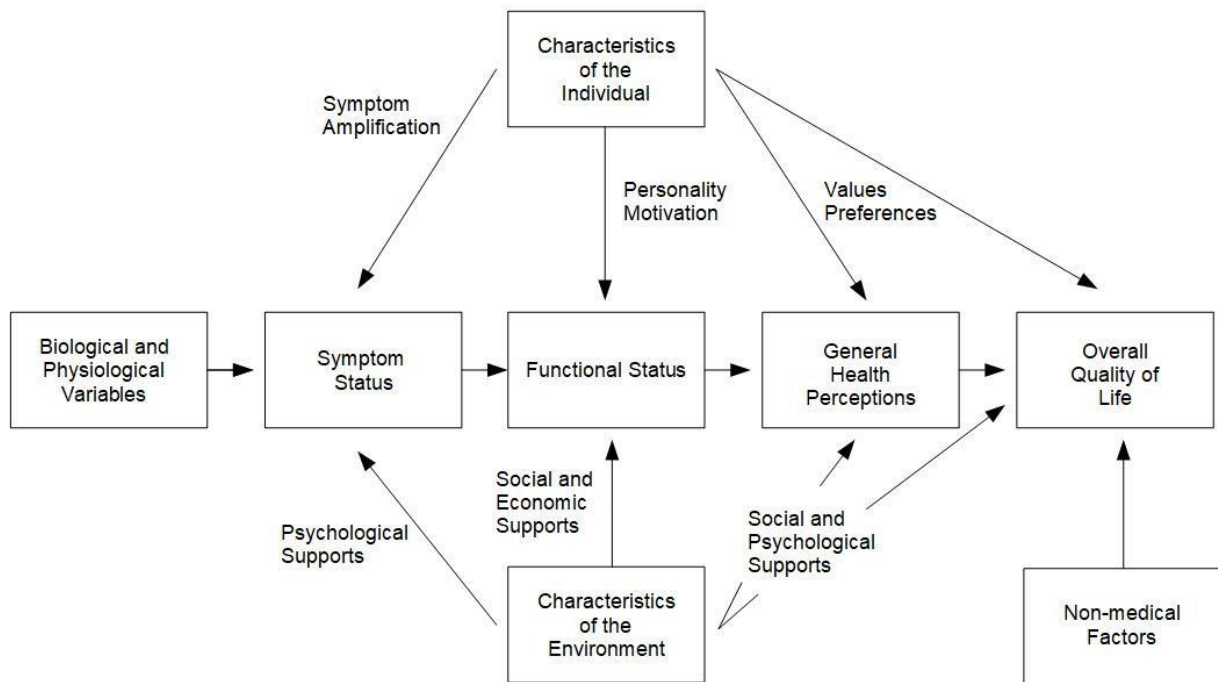 Characteristics
of the
Individual
Symptom
Amplification
Personality
Motivation
Values
Preferences
Biological and
Physiological
Variables
Symptom
Status
Functional Status
General
Health
Perceptions
Overall
Quality of
Life
Psychological
Supports
Social and
Economic
Supports
Social and
Psychological
Supports
Characteristics
of the
Environment
Non-medical
Factors